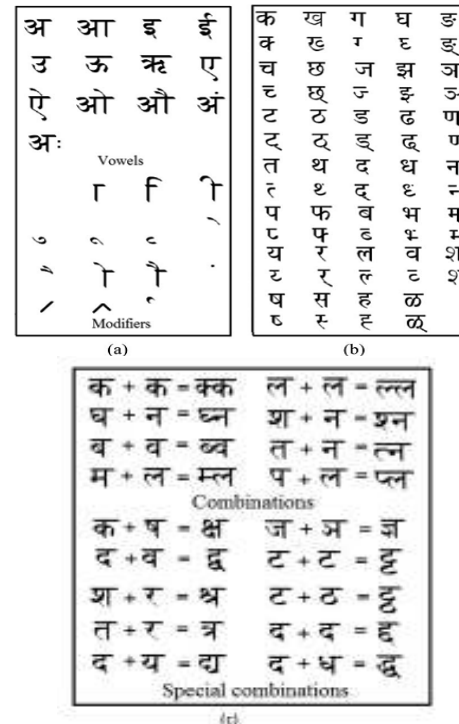 अ आ इ ई
उ ऊ ऋ ए
ऐ ओ औ अं
अः
Vowels
ा ि ी
ु ू ृ
ॅ ो ौ ं
Modifiers
(a)
क ख ग घ ङ
क् ख् ग् घ् ङ्
च छ ज झ ञ
च् छ् ज् झ् ञ्
ट ठ ड ढ ण
ट् ठ् ड् ढ् ण्
त थ द ध न
त् थ् द् ध् न्
प फ ब भ म
प् फ् ब् भ् म्
य र ल व श
य् र् ल् व् श्
ष स ह ळ
ष् स् ह् ळ्
(b)
क + क = क्क ल + ल = ल्ल
घ + न = घ्न श + न = श्न
ब + व = ब्व त + न = त्न
म + ल = म्ल प + ल = प्ल
Combinations
क + ष = क्ष ज + ञ = ज्ञ
द + व = द्व ट + ट = ट्ट
श + र = श्र ट + ठ = ट्ठ
त + र = त्र द + द = द्द
द + य = द्य द + ध = द्ध
Special combinations
(c)